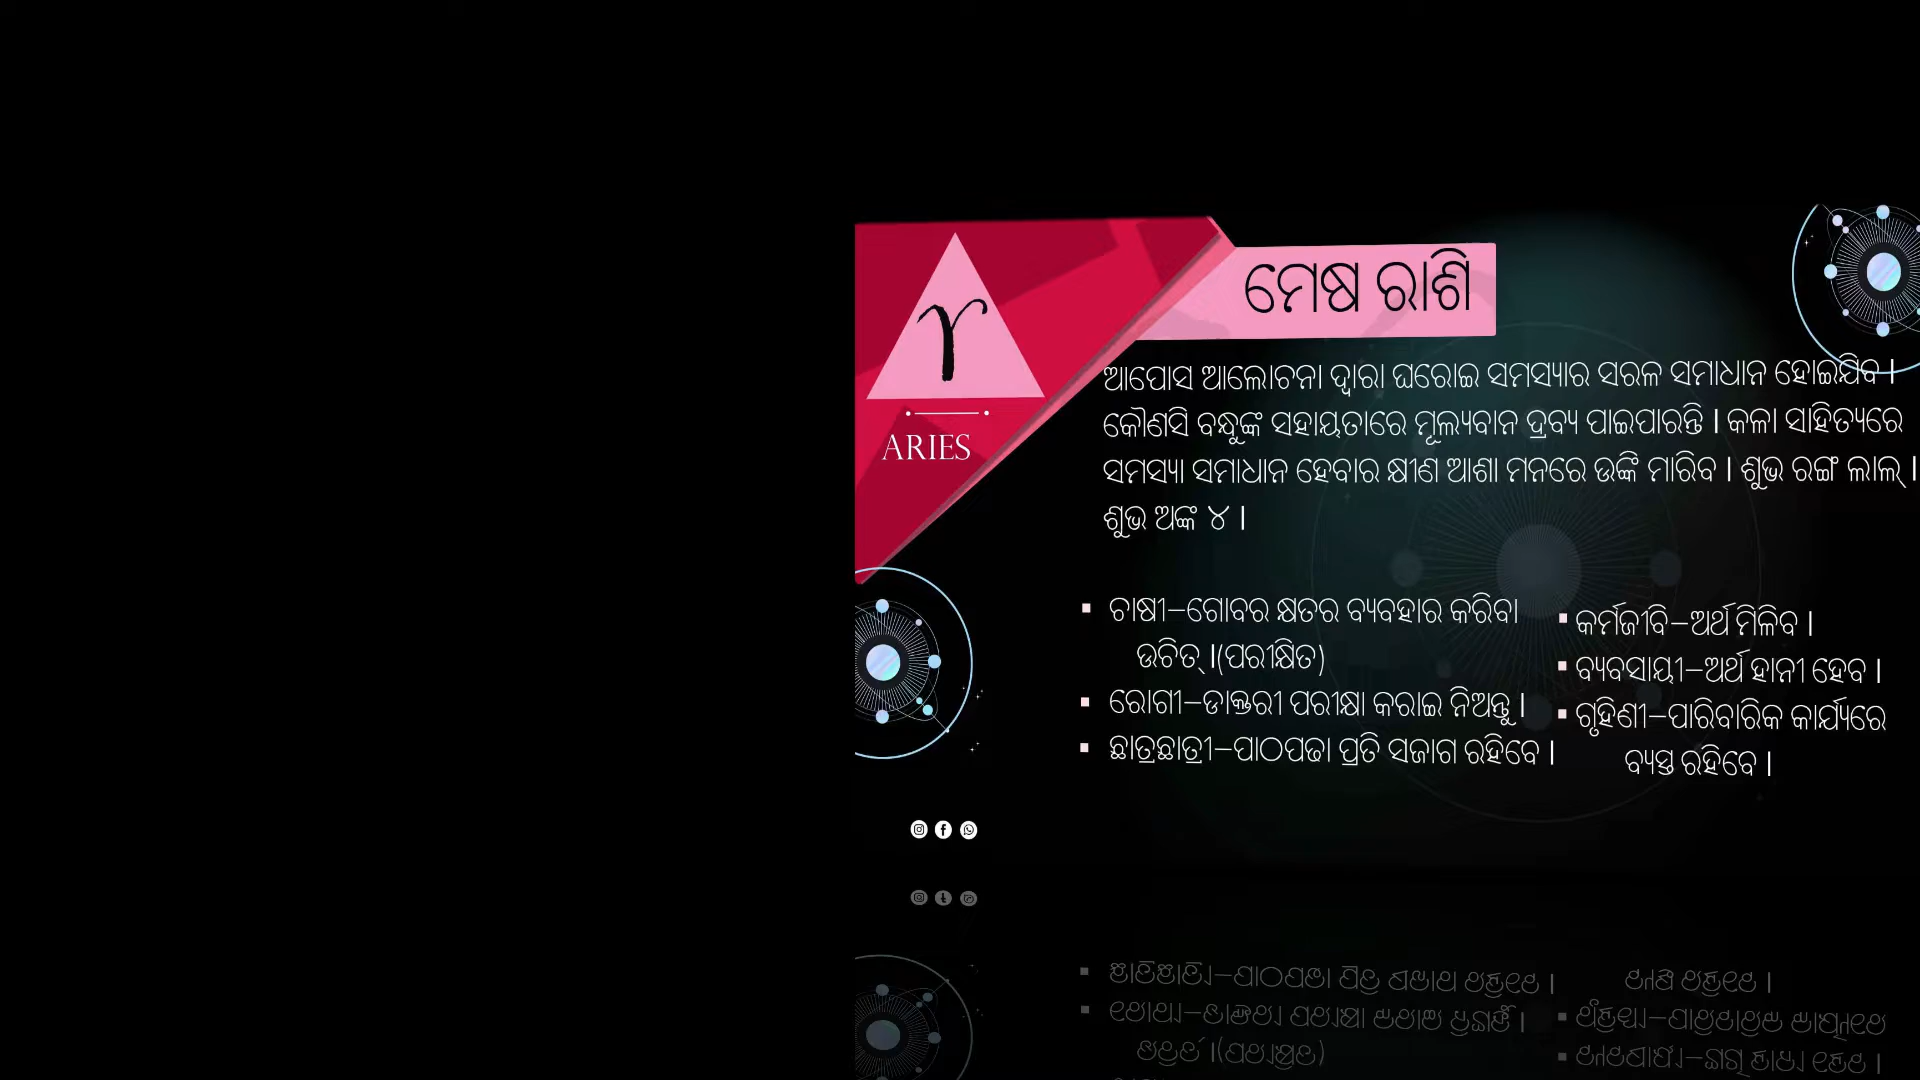 ମେଷ ରାଶି
ARIES
ଆପୋସ ଆଲୋଚନା ଦ୍ୱାରା ଘରୋଇ ସମସ୍ୟାର ସରଳ ସମାଧାନ ହୋଇଯିବ ।
କୌଣସି ବନ୍ଧୁଙ୍କ ସହାୟତାରେ ମୂଲ୍ୟବାନ ଦ୍ରବ୍ୟ ପାଇପାରନ୍ତି । କଳା ସାହିତ୍ୟରେ
ସମସ୍ୟା ସମାଧାନ ହେବାର କ୍ଷୀଣ ଆଶା ମନରେ ଉଙ୍କି ମାରିବ । ଶୁଭ ରଙ୍ଗ ଲାଲ୍ ।
ଶୁଭ ଅଙ୍କ ୪ ।
▪ ଚାଷୀ–ଗୋବର କ୍ଷତର ବ୍ୟବହାର କରିବା
ଉଚିତ୍ ।(ପରୀକ୍ଷିତ)
▪ ରୋଗୀ–ଡାକ୍ତରୀ ପରୀକ୍ଷା କରାଇ ନିଅନ୍ତୁ ।
▪ ଛାତ୍ରଛାତ୍ରୀ–ପାଠପଢା ପ୍ରତି ସଜାଗ ରହିବେ ।
▪ କର୍ମଜୀବି–ଅର୍ଥ ମିଳିବ ।
▪ ବ୍ୟବସାୟୀ–ଅର୍ଥ ହାନୀ ହେବ ।
▪ ଗୃହିଣୀ–ପାରିବାରିକ କାର୍ଯ୍ୟରେ
ବ୍ୟସ୍ତ ରହିବେ ।